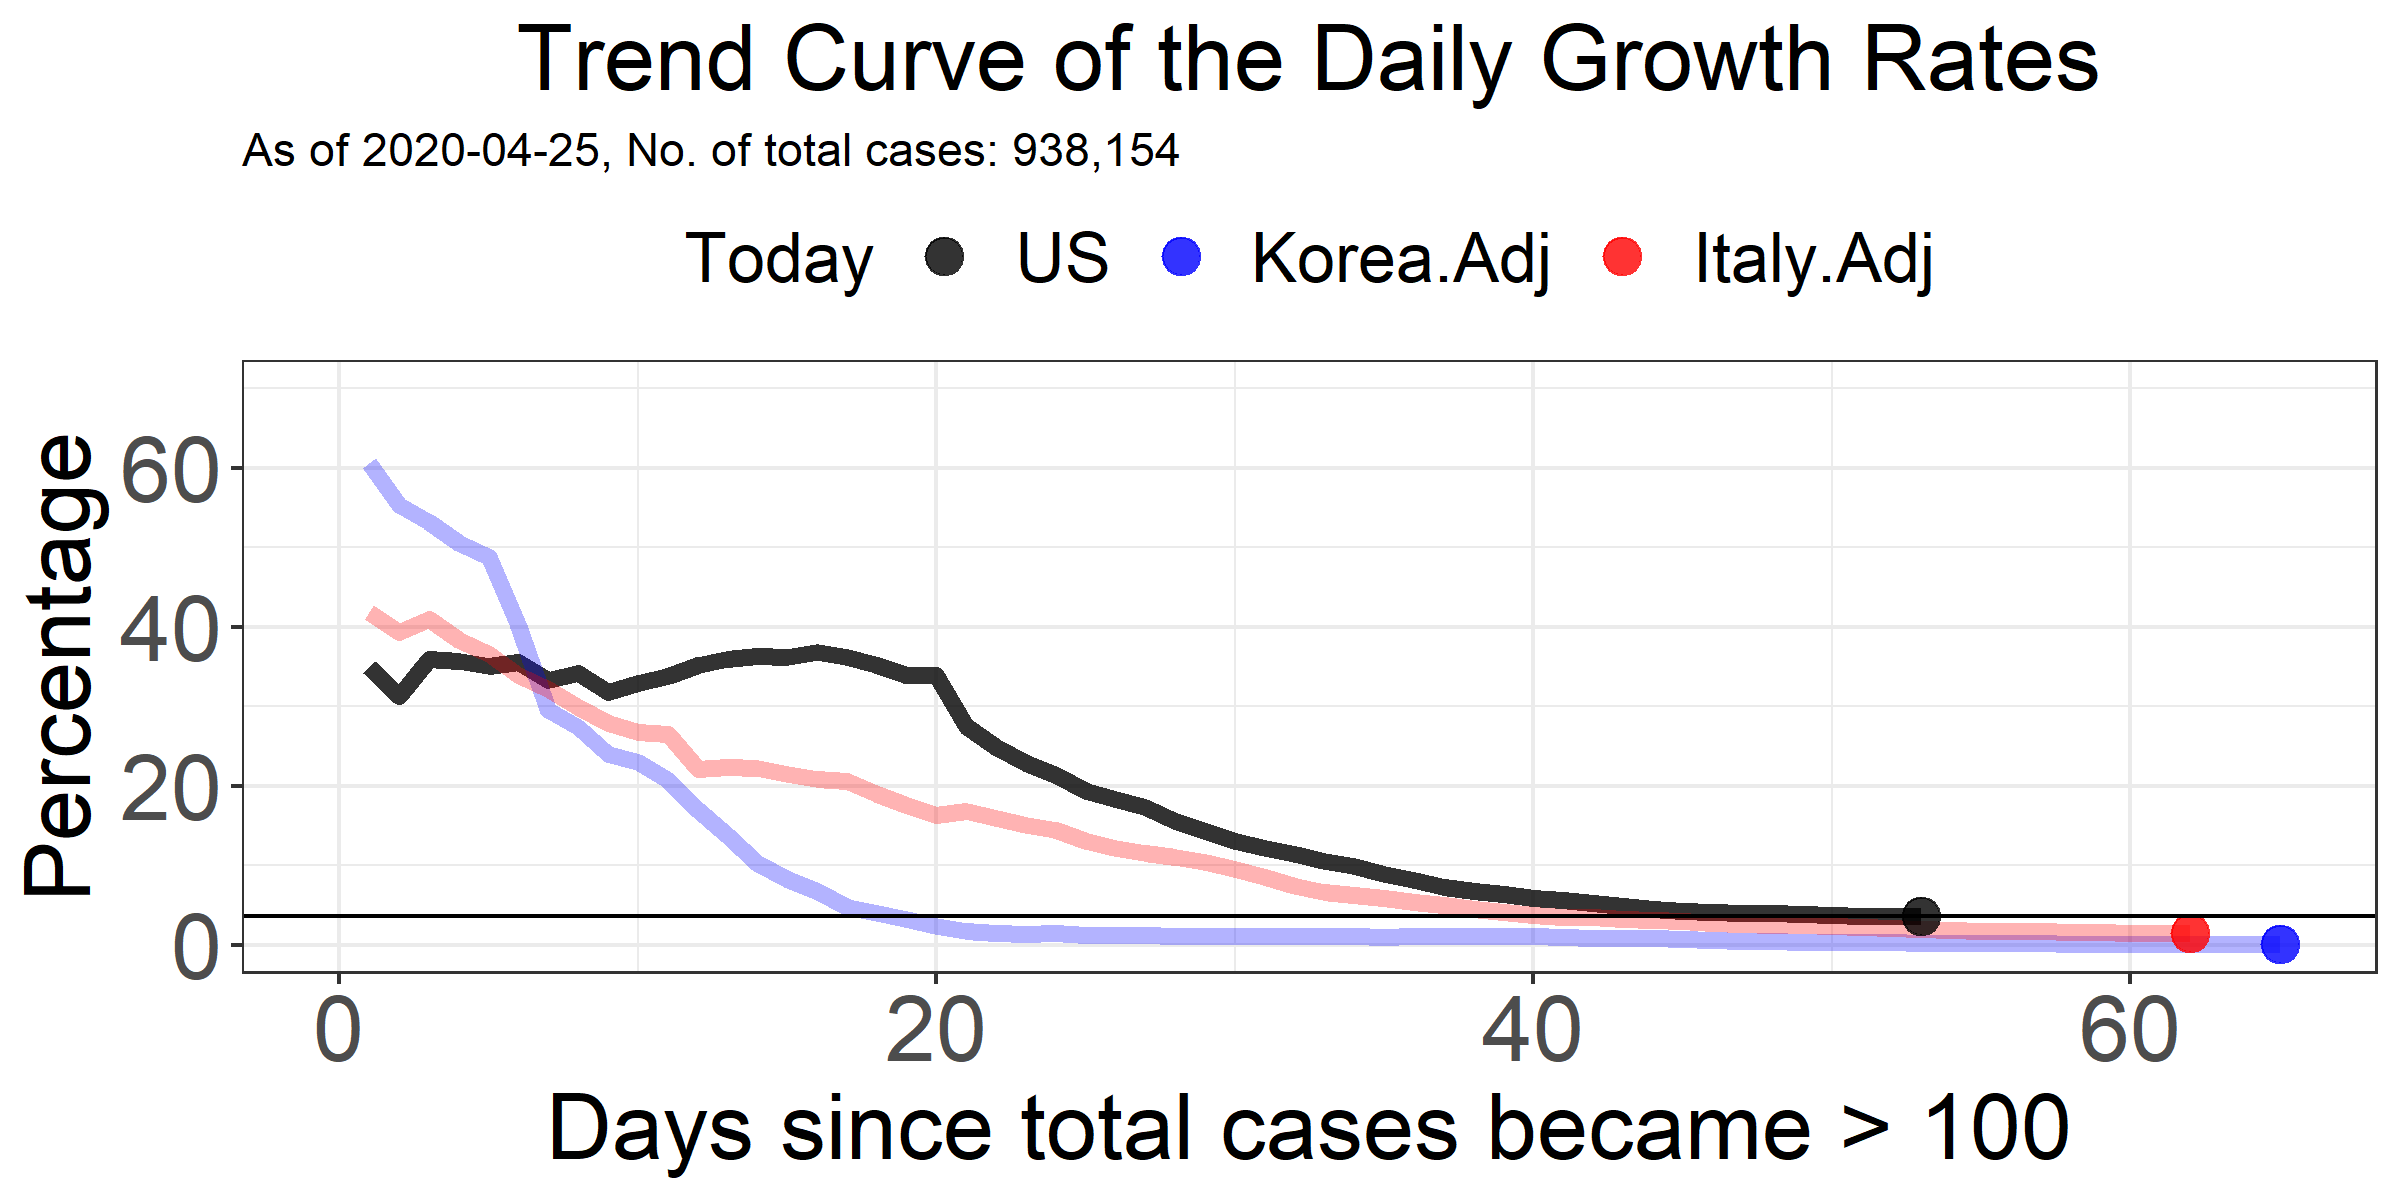 Trend Curve of the Daily Growth Rates
As of 2020-04-25, No. of total cases: 938,154
Today US Korea.Adj Italy.Adj
Percentage
60
40
20
0
0 20 40 60
Days since total cases became > 100